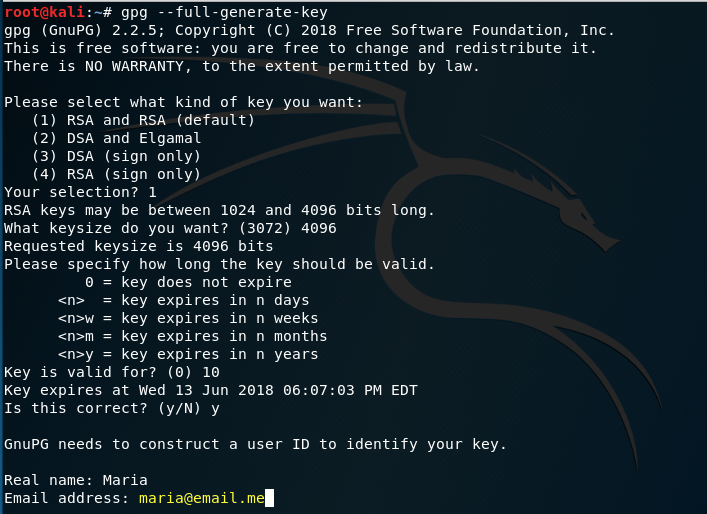 root@kali:~# gpg --full-generate-key
gpg (GnuPG) 2.2.5; Copyright (C) 2018 Free Software Foundation, Inc.
This is free software: you are free to change and redistribute it.
There is NO WARRANTY, to the extent permitted by law.

Please select what kind of key you want:
   (1) RSA and RSA (default)
   (2) DSA and Elgamal
   (3) DSA (sign only)
   (4) RSA (sign only)
Your selection? 1
RSA keys may be between 1024 and 4096 bits long.
What keysize do you want? (3072) 4096
Requested keysize is 4096 bits
Please specify how long the key should be valid.
         0 = key does not expire
      <n>  = key expires in n days
      <n>w = key expires in n weeks
      <n>m = key expires in n months
      <n>y = key expires in n years
Key is valid for? (0) 10
Key expires at Wed 13 Jun 2018 06:07:03 PM EDT
Is this correct? (y/N) y

GnuPG needs to construct a user ID to identify your key.

Real name: Maria
Email address: maria@email.me